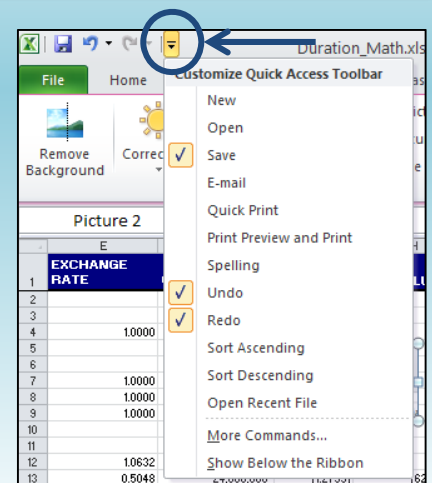 Duration_Math.xls
File Home
Customize Quick Access Toolbar
New
Open
Save
E-mail
Quick Print
Print Preview and Print
Spelling
Undo
Redo
Sort Ascending
Sort Descending
Open Recent File
More Commands...
Show Below the Ribbon
Remove
Background
Correc
Picture 2
E
H
EXCHANGE
RATE
1
2
3
4 1.0000
5
6
7 1.0000
8 1.0000
9 1.0000
10
11
12 1.0632
13 0.5048